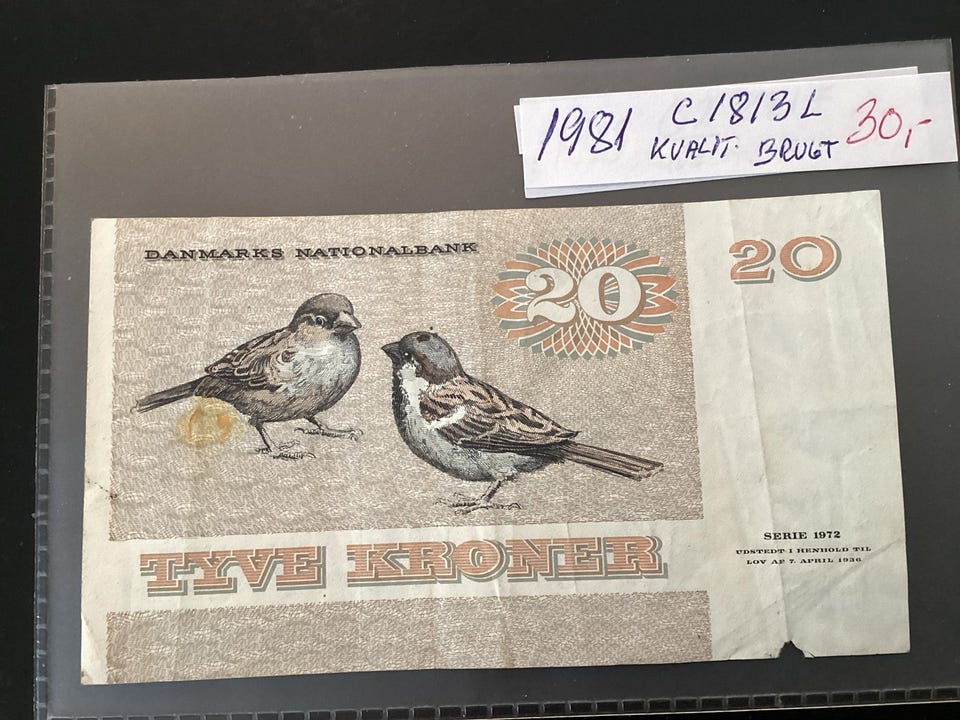 1981 C1813L 30,-
KVALIT. BRUGT
DANMARKS NATIONALBANK
20 20
SERIE 1972
UDSTEDT I HENHOLD TIL
LOV AF 7. APRIL 1936
TYVE KRONER